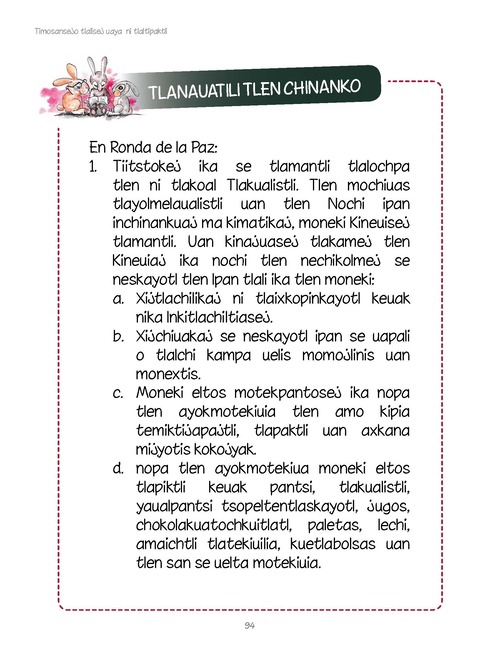 Timosansejo tlalisej uaya ni tlaltipaktli
TLANAUATILI TLEN CHINANKO
En Ronda de la Paz:
1. Tiitstokej ika se tlamantli tlalochpa
tlen ni tlakoal Tlakualistli. Tlen mochiuas
tlayolmelaualistli uan tlen Nochi ipan
inchinankuaj ma kimatikaj, moneki Kineuisej
tlamantli. Uan kinajuasej tlakamej tlen
Kineuiaj ika nochi tlen nechikolmej se
neskayotl tlen Ipan tlali ika tlen moneki:
a. Xijtlachilikaj ni tlaixkopinkayotl keuak
nika Inkitlachiltiasej.
b. Xijchiuakaj se neskayotl ipan se uapali
o tlalchi kampa uelis momojlinis uan
monextis.
c. Moneki eltos motekpantosej ika nopa
tlen ayokmotekiuia tlen amo kipia
temiktijapajtli, tlapaktli uan axkana
mijyotis kokojyak.
d. nopa tlen ayokmotekiua moneki eltos
tlapiktli keuak pantsi, tlakualistli,
yaualpantsi tsopeltentlaskayotl, jugos,
chokolakuatochkuitlatl, paletas, lechi,
amaichtli tlatekiuilia, kuetlabolsas uan
tlen san se uelta motekiuia.
94